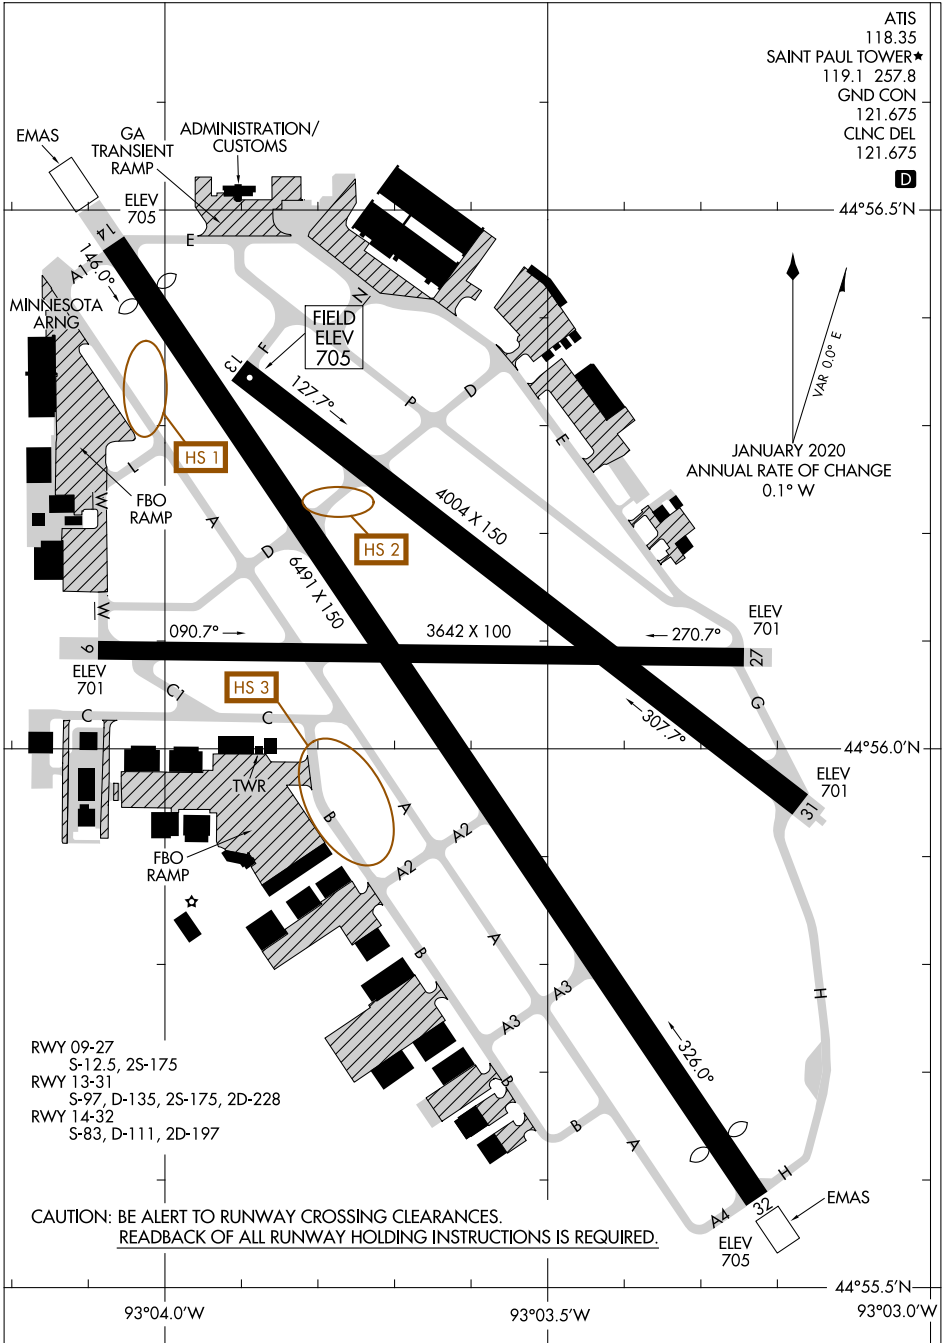 ATIS
118.35
SAINT PAUL TOWER★
119.1 257.8
GND CON
121.675
CLNC DEL
121.675
D
EMAS
GA
TRANSIENT
RAMP
ADMINISTRATION/
CUSTOMS
ELEV
705
44°56.5'N
14
E
146.0°
A1
MINNESOTA
ARNG
N
FIELD
ELEV
705
13
F
127.7°
P
D
E
VAR 0.0° E
JANUARY 2020
ANNUAL RATE OF CHANGE
0.1° W
HS 1
L
W
FBO
RAMP
A
4004 X 150
HS 2
D
6491 X 150
W
090.7°
3642 X 100
270.7°
ELEV
701
9
27
ELEV
701
C1
HS 3
C
C
G
307.7°
44°56.0'N
TWR
ELEV
701
31
B
A
A2
A2
FBO
RAMP
A
B
A3
A3
H
326.0°
RWY 09-27
S-12.5, 2S-175
RWY 13-31
S-97, D-135, 2S-175, 2D-228
RWY 14-32
S-83, D-111, 2D-197
B
B
A
H
32
A4
EMAS
ELEV
705
CAUTION: BE ALERT TO RUNWAY CROSSING CLEARANCES.
READBACK OF ALL RUNWAY HOLDING INSTRUCTIONS IS REQUIRED.
44°55.5'N
93°04.0'W
93°03.5'W
93°03.0'W